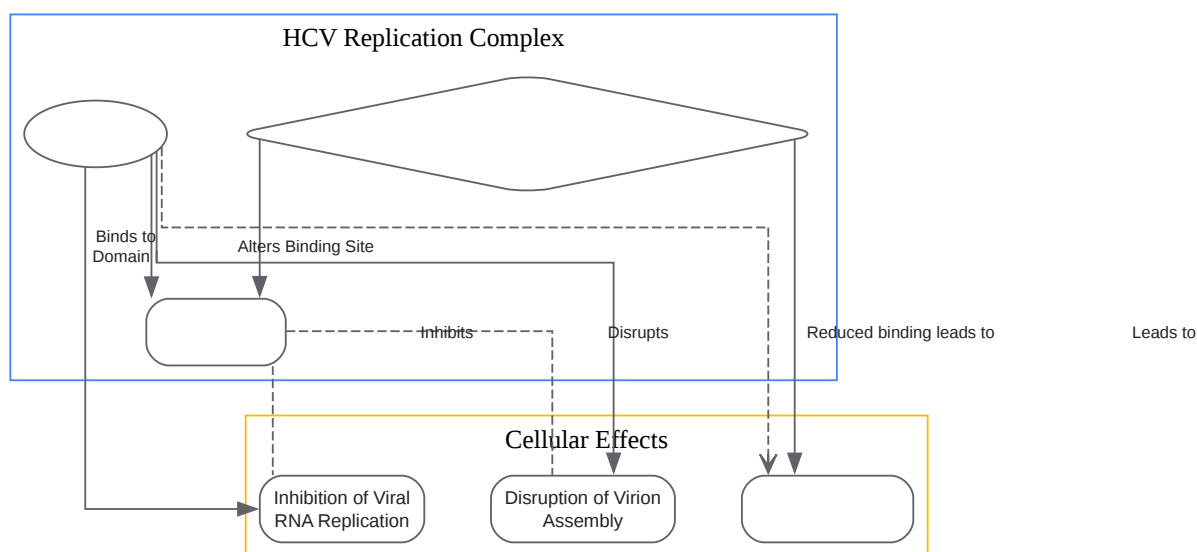 HCV Replication Complex
Binds to
Domain
Alters Binding Site
Inhibits
Disrupts
Reduced binding leads to
Leads to
Cellular Effects
Inhibition of Viral
RNA Replication
Disruption of Virion
Assembly